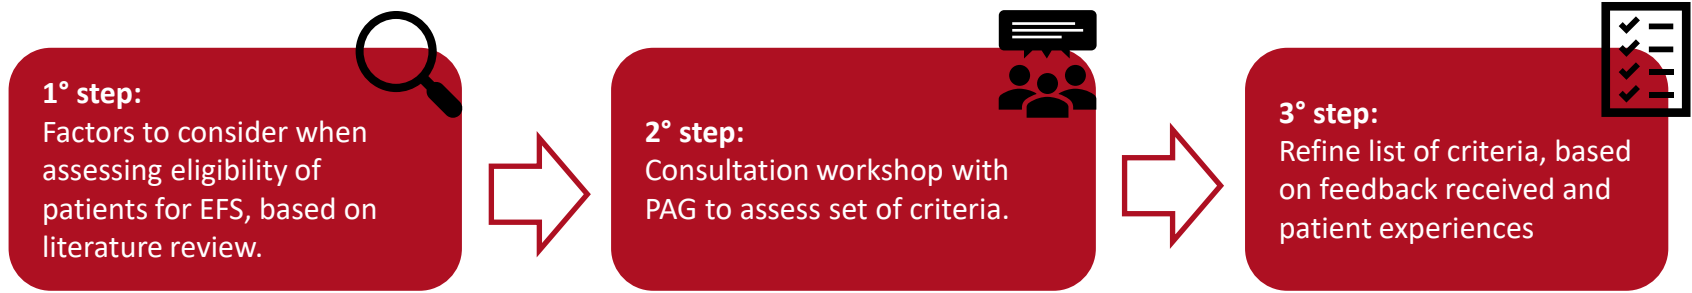 1° step:
Factors to consider when
assessing eligibility of
patients for EFS, based on
literature review.
2° step:
Consultation workshop with
PAG to assess set of criteria.
3° step:
Refine list of criteria, based
on feedback received and
patient experiences